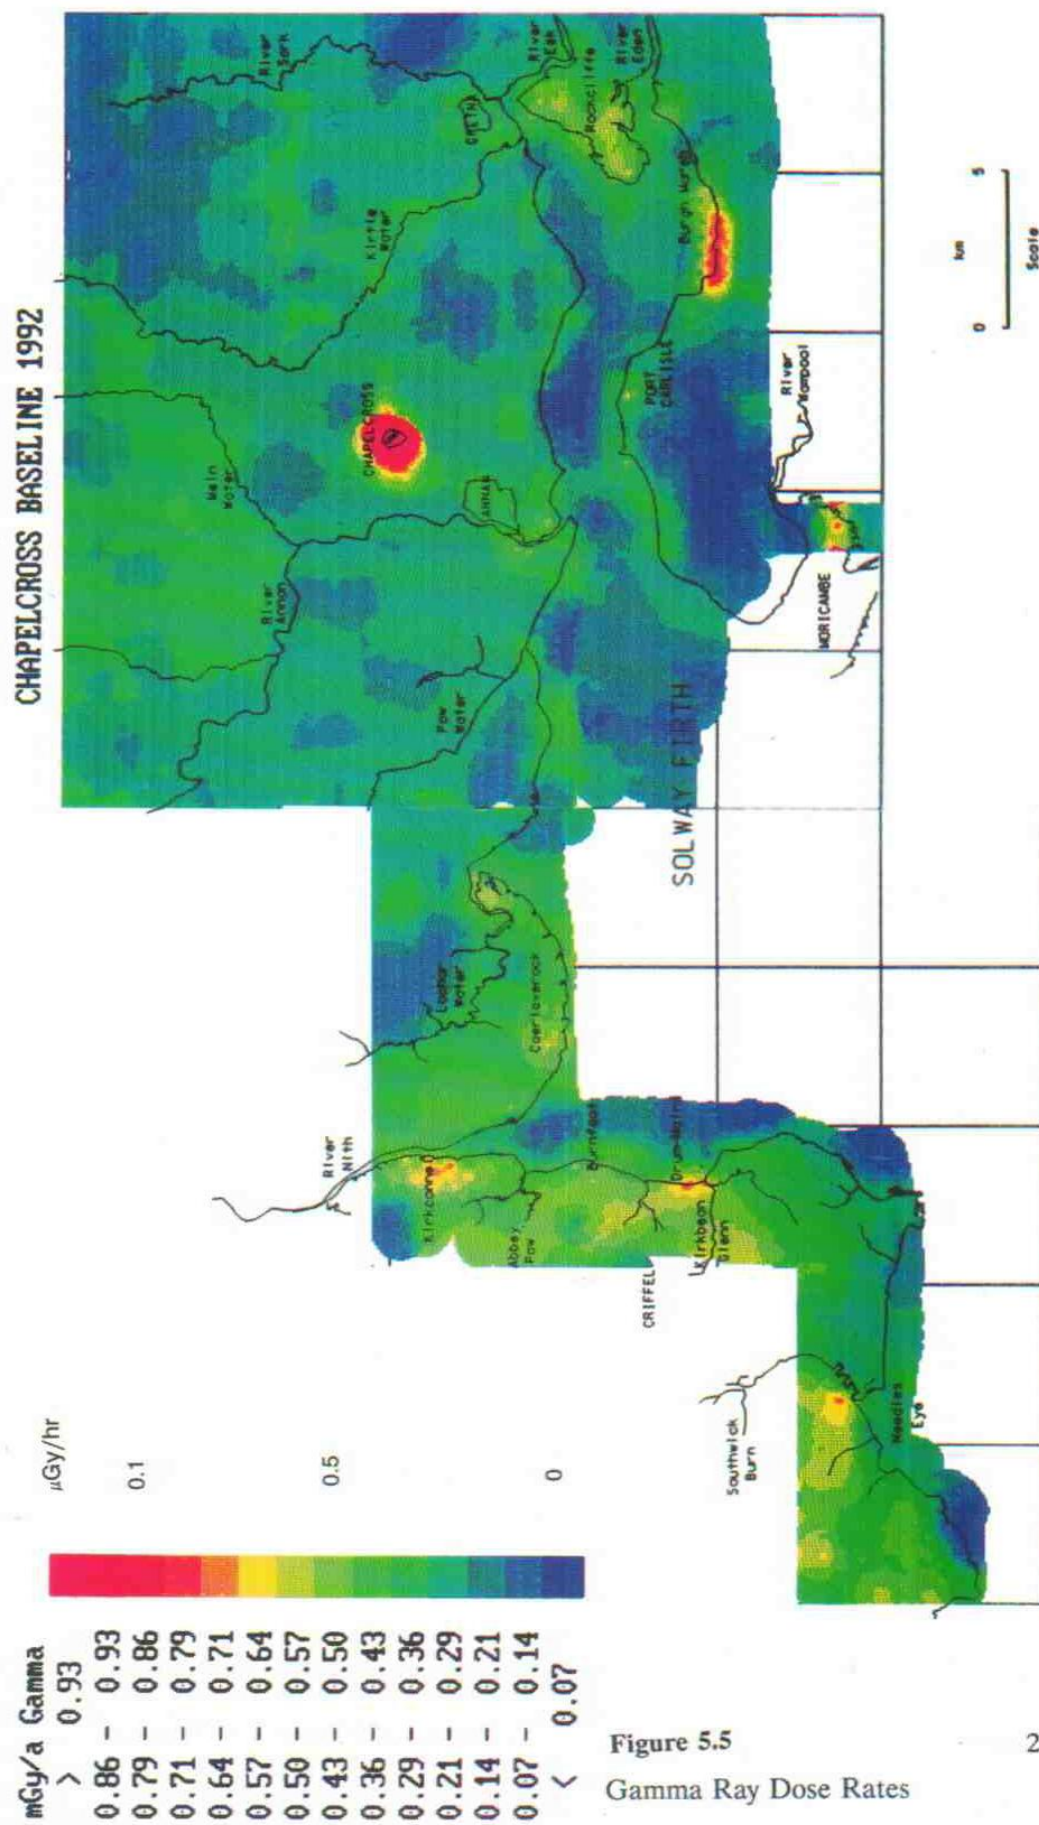 CHAPELCROSS BASELINE 1992
mGy/a Gamma
> 0.93
0.86 - 0.93
0.79 - 0.86
0.71 - 0.79
0.64 - 0.71
0.57 - 0.64
0.50 - 0.57
0.43 - 0.50
0.36 - 0.43
0.29 - 0.36
0.21 - 0.29
0.14 - 0.21
0.07 - 0.14
< 0.07
µGy/hr
0.1
0.5
0
River
Nith
Kirkconnel
Abbey
Pow
Burnfoot
CRIFFEL
Kirkbean
Glenn
Drum-Mains
Southwick
Burn
Needles
Eye
Lochar
Water
Caerlaverock
SOLWAY FIRTH
Pow
Water
River
Annan
Mein
Water
ANNAN
CHAPELCROSS
Kirtle
Water
River
Sark
GRETNA
River
Esk
Rockcliffe
River
Eden
Burgh Marsh
PORT
CARLISLE
River
Wampool
MORICAMBE
0 km 5
Scale
Figure 5.5
Gamma Ray Dose Rates
2